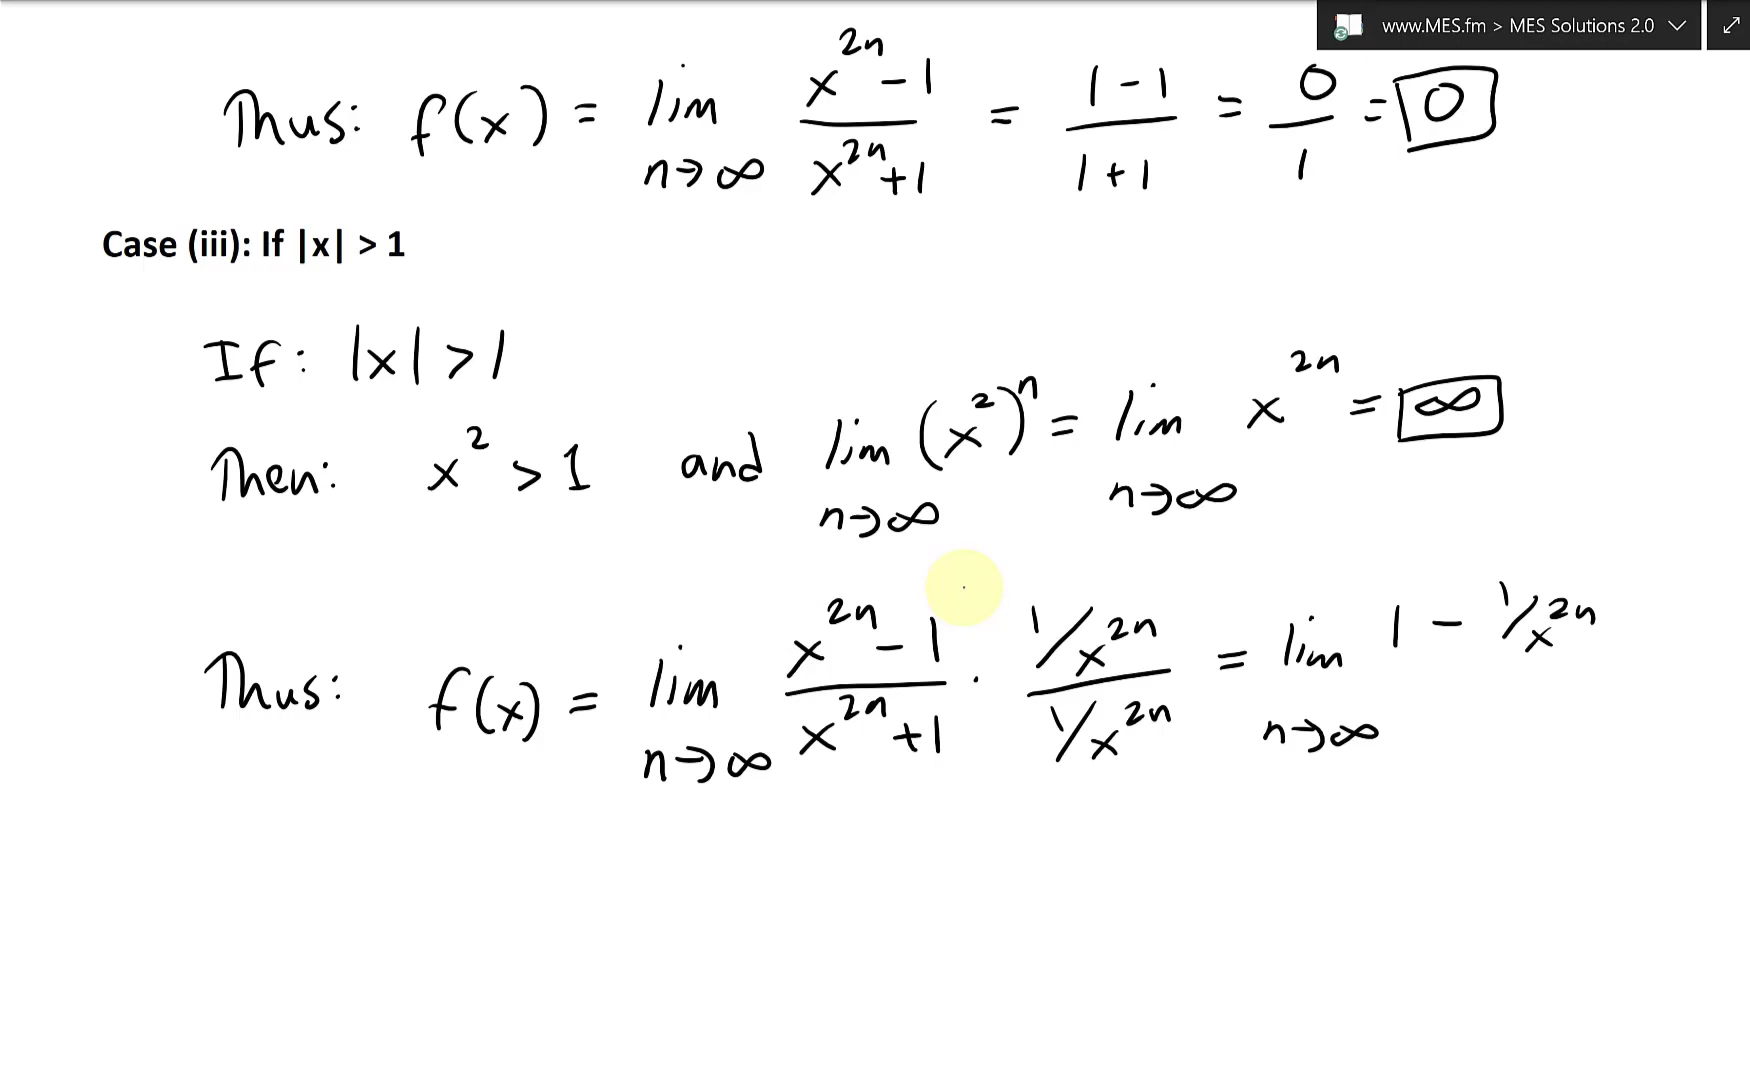 www.MES.fm > MES Solutions 2.0
Thus: f(x) = lim n→∞ (x^2n − 1)/(x^2n + 1) = (1 − 1)/(1 + 1) = 0/1 = 0
Case (iii): If |x| > 1
If: |x| > 1
Then: x² > 1 and lim n→∞ (x²)^n = lim n→∞ x^2n = ∞
Thus: f(x) = lim n→∞ (x^2n − 1)/(x^2n + 1) · (1/x^2n)/(1/x^2n) = lim n→∞ 1 − 1/x^2n